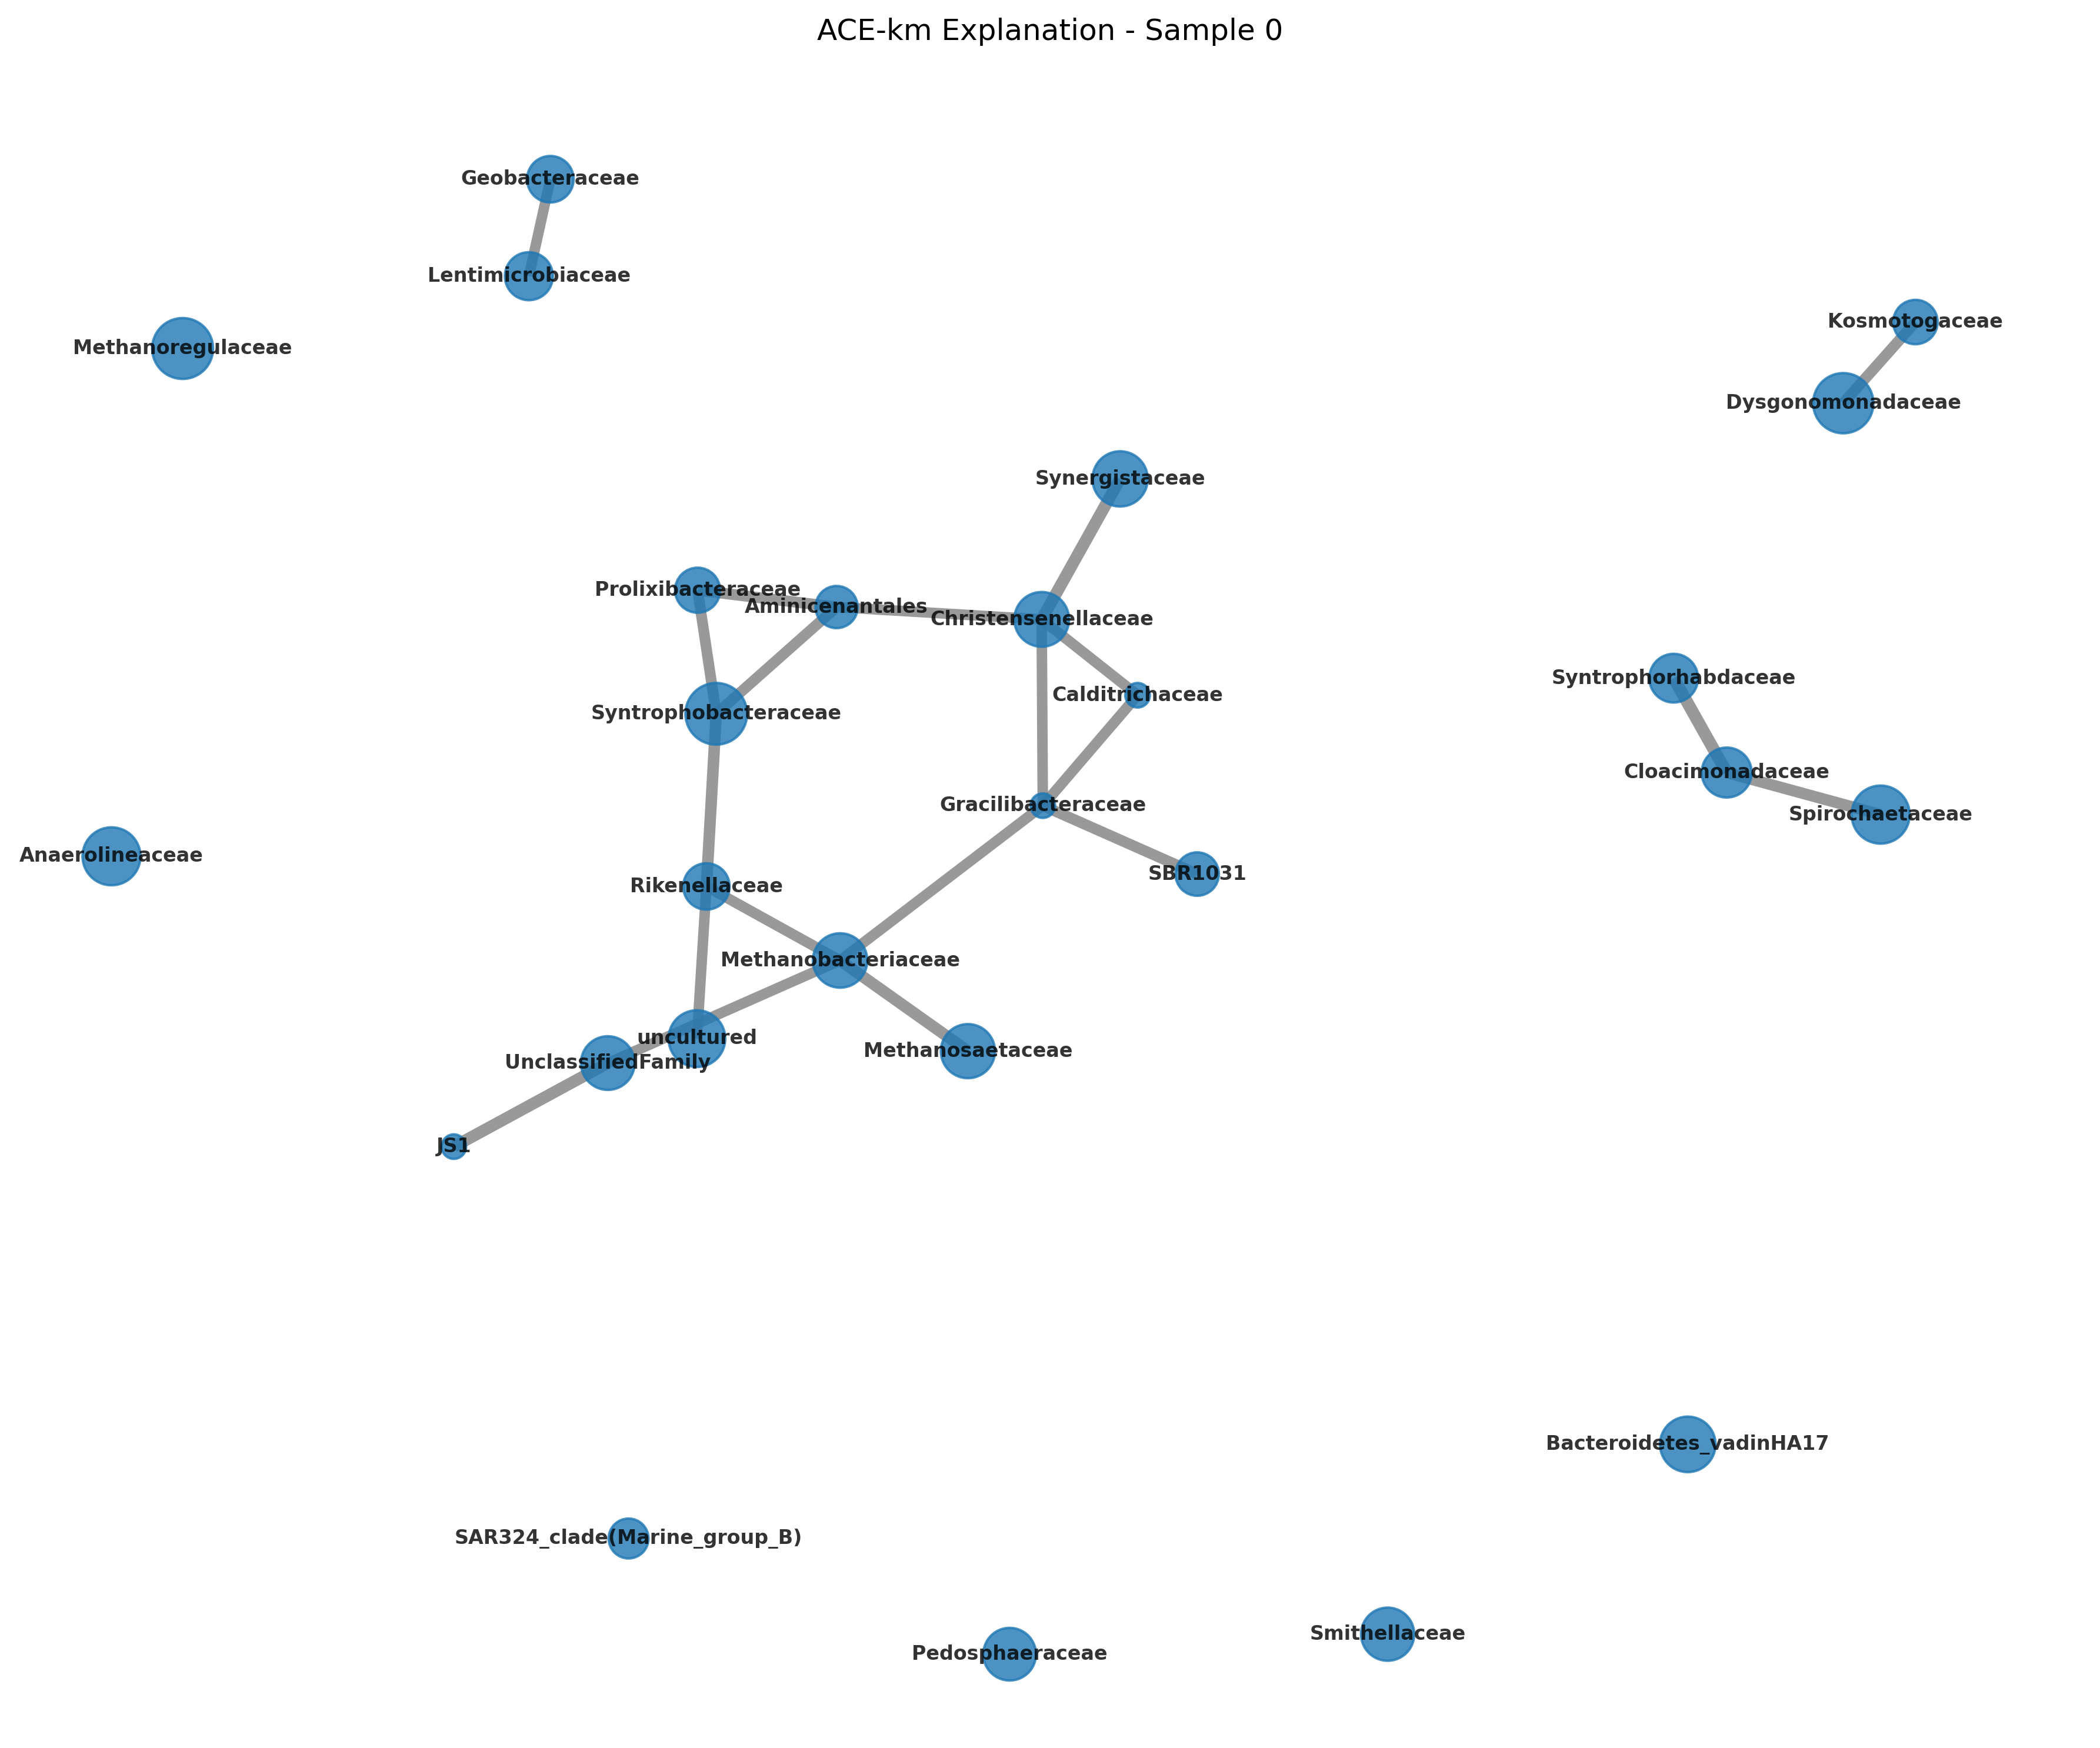 ACE-km Explanation - Sample 0
Geobacteraceae
Lentimicrobiaceae
Kosmotogaceae
Methanoregulaceae
Dysgonomonadaceae
Synergistaceae
Prolixibacteraceae
Aminicenantales
Christensenellaceae
Syntrophorhabdaceae
Calditrichaceae
Syntrophobacteraceae
Cloacimonadaceae
Gracilibacteraceae
Spirochaetaceae
Anaerolineaceae
SBR1031
Rikenellaceae
Methanobacteriaceae
uncultured
Methanosaetaceae
UnclassifiedFamily
JS1
Bacteroidetes_vadinHA17
SAR324_clade(Marine_group_B)
Smithellaceae
Pedosphaeraceae